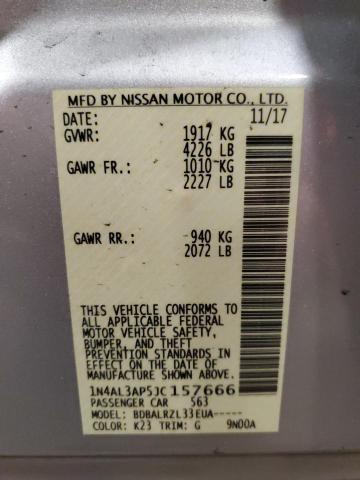 MFD BY NISSAN MOTOR CO., LTD.
DATE: 11/17
GVWR: 1917 KG
4226 LB
GAWR FR.: 1010 KG
2227 LB
GAWR RR.: 940 KG
2072 LB
THIS VEHICLE CONFORMS TO
ALL APPLICABLE FEDERAL
MOTOR VEHICLE SAFETY,
BUMPER, AND THEFT
PREVENTION STANDARDS
IN EFFECT ON THE DATE OF
MANUFACTURE SHOWN ABOVE.
1N4AL3AP5JC157666
PASSENGER CAR 563
MODEL: BDBALRZL33EUA-----
COLOR: K23 TRIM: G 9N00A